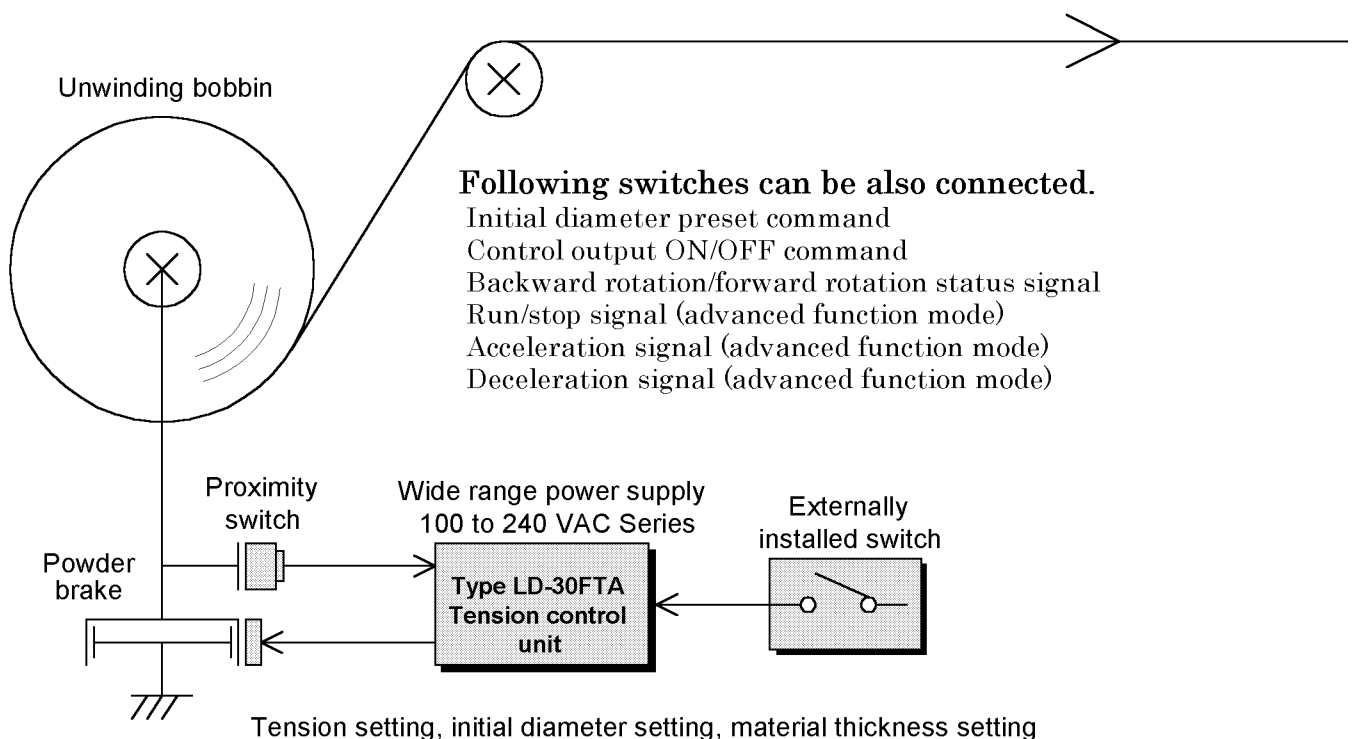 Unwinding bobbin
Following switches can be also connected.
Initial diameter preset command
Control output ON/OFF command
Backward rotation/forward rotation status signal
Run/stop signal (advanced function mode)
Acceleration signal (advanced function mode)
Deceleration signal (advanced function mode)
Proximity
switch
Wide range power supply
100 to 240 VAC Series
Externally
installed switch
Powder
brake
Type LD-30FTA
Tension control
unit
Tension setting, initial diameter setting, material thickness setting